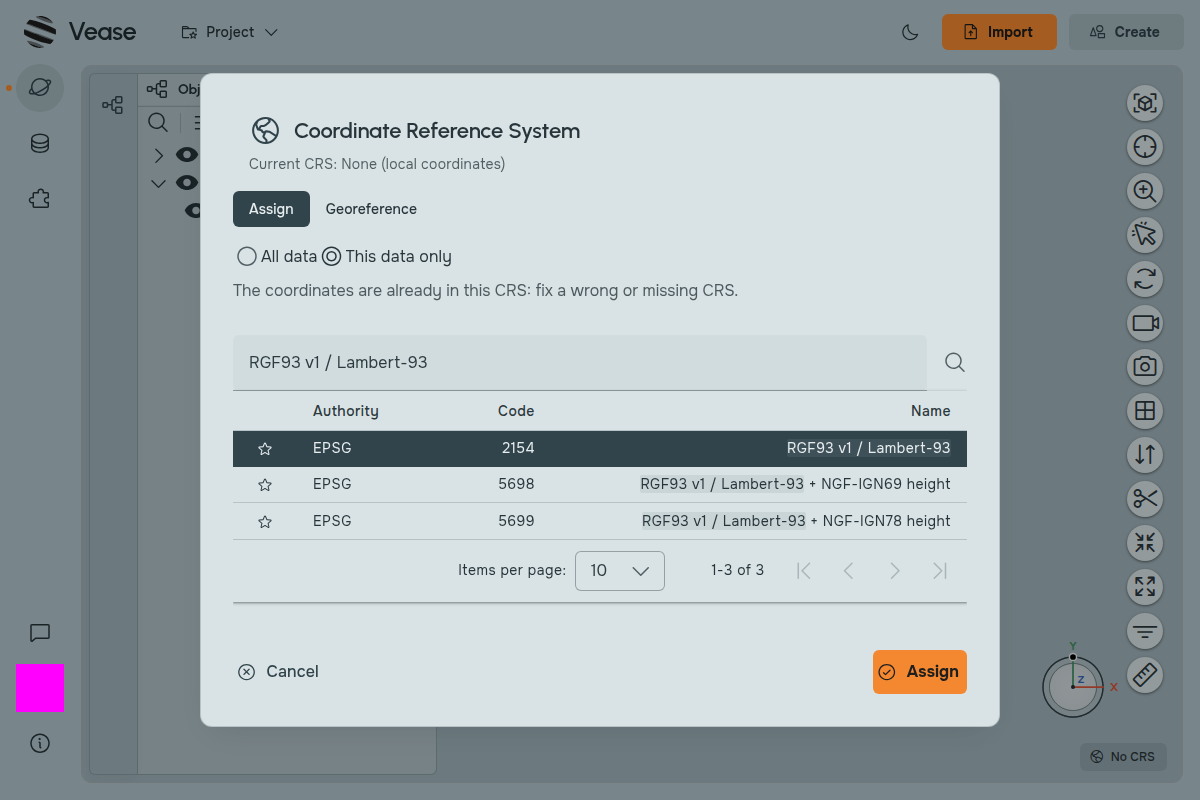 Vease
Project
Import
Create
Obj
Coordinate Reference System
Current CRS: None (local coordinates)
Assign
Georeference
All data
This data only
The coordinates are already in this CRS: fix a wrong or missing CRS.
RGF93 v1 / Lambert-93
Authority Code Name
EPSG 2154 RGF93 v1 / Lambert-93
EPSG 5698 RGF93 v1 / Lambert-93 + NGF-IGN69 height
EPSG 5699 RGF93 v1 / Lambert-93 + NGF-IGN78 height
Items per page: 10 1-3 of 3
Cancel
Assign
Y
Z
X
No CRS